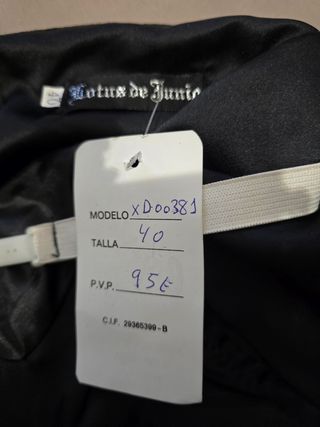 40 Lotus de Junio
MODELO XD00381
TALLA 40
P.V.P. 95€
C.I.F. 29365399-B